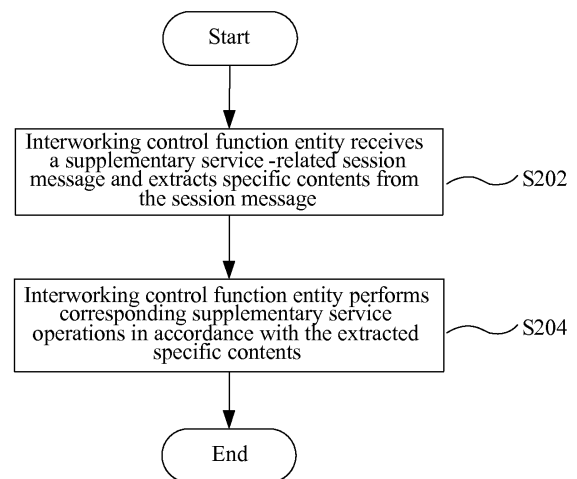 Start
Interworking control function entity receives
a supplementary service -related session
message and extracts specific contents from
the session message
S202
Interworking control function entity performs
corresponding supplementary service
operations in accordance with the extracted
specific contents
S204
End